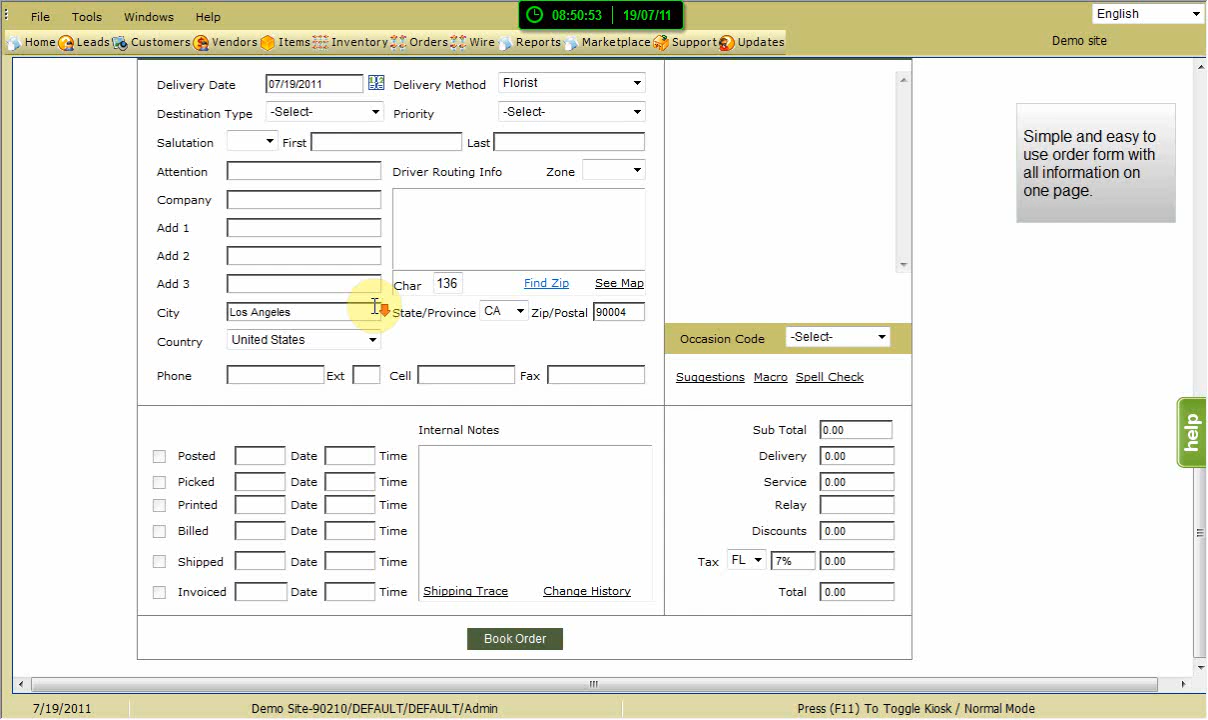 File Tools Windows Help 08:50:53 19/07/11 English
Home Leads Customers Vendors Items Inventory Orders Wire Reports Marketplace Support Updates Demo site
Delivery Date 07/19/2011 Delivery Method Florist
Destination Type -Select- Priority -Select-
Salutation First Last
Attention Driver Routing Info Zone
Company
Add 1
Add 2
Add 3 Char 136 Find Zip See Map
City Los Angeles State/Province CA Zip/Postal 90004
Country United States
Phone Ext Cell Fax
Simple and easy to
use order form with
all information on
one page.
Occasion Code -Select-
Suggestions Macro Spell Check
Internal Notes
Posted Date Time
Picked Date Time
Printed Date Time
Billed Date Time
Shipped Date Time
Invoiced Date Time
Shipping Trace Change History
Sub Total 0.00
Delivery 0.00
Service 0.00
Relay
Discounts 0.00
Tax FL 7% 0.00
Total 0.00
help
Book Order
7/19/2011 Demo Site-90210/DEFAULT/DEFAULT/Admin Press (F11) To Toggle Kiosk / Normal Mode